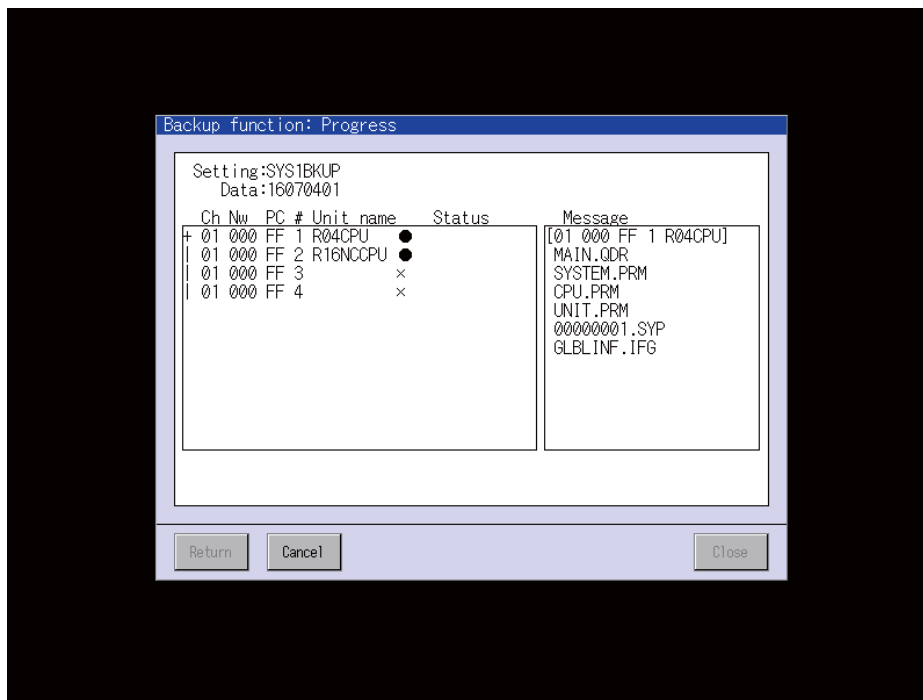 Backup function: Progress
Setting:SYS1BKUP
Data:16070401
Ch Nw PC # Unit name Status Message
+ 01 000 FF 1 R04CPU ●
| 01 000 FF 2 R16NCCPU ●
| 01 000 FF 3 ×
| 01 000 FF 4 ×
[01 000 FF 1 R04CPU]
MAIN.QDR
SYSTEM.PRM
CPU.PRM
UNIT.PRM
00000001.SYP
GLBLINF.IFG
Return Cancel Close